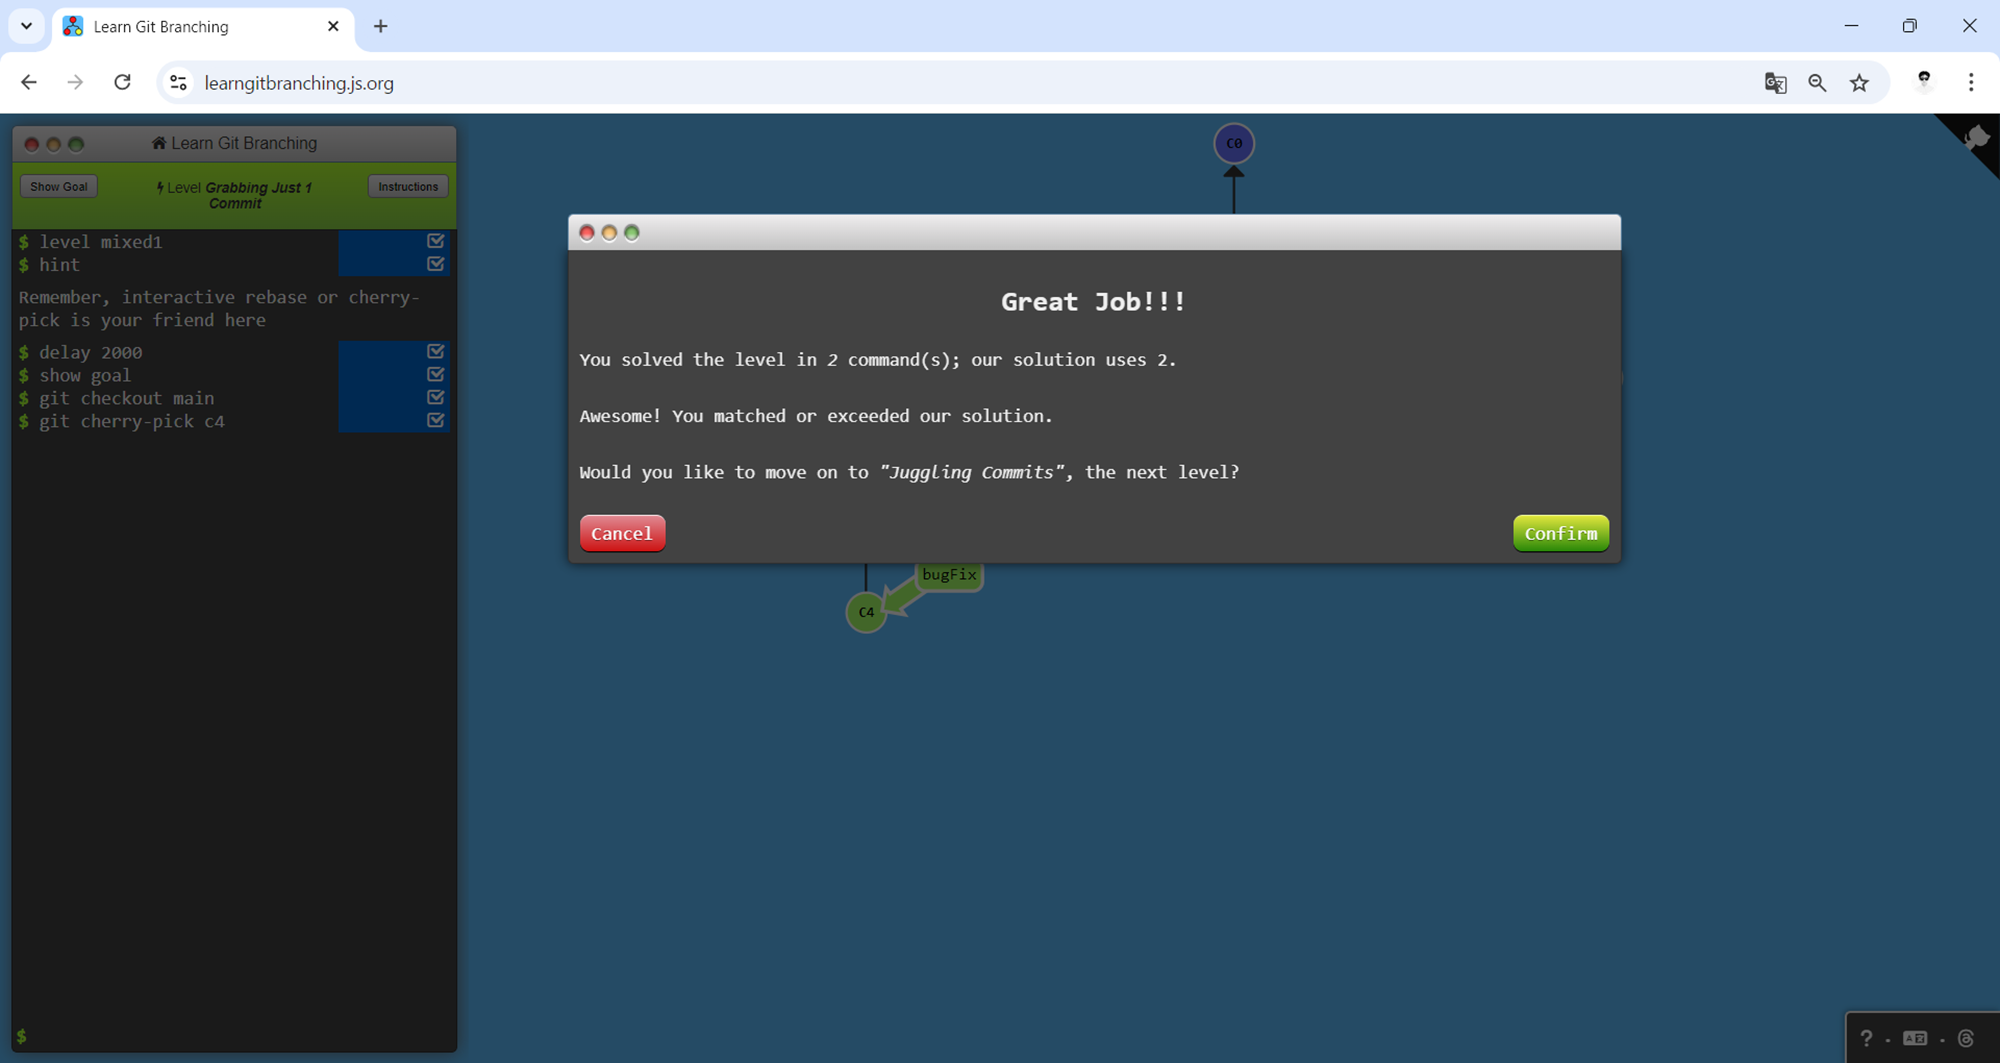 Learn Git Branching
learngitbranching.js.org
Learn Git Branching
Show Goal
Level Grabbing Just 1
Commit
Instructions
$ level mixed1
$ hint
Remember, interactive rebase or cherry-
pick is your friend here
$ delay 2000
$ show goal
$ git checkout main
$ git cherry-pick c4
$
C0
Great Job!!!
You solved the level in 2 command(s); our solution uses 2.
Awesome! You matched or exceeded our solution.
Would you like to move on to "Juggling Commits", the next level?
Cancel
Confirm
bugFix
C4
?